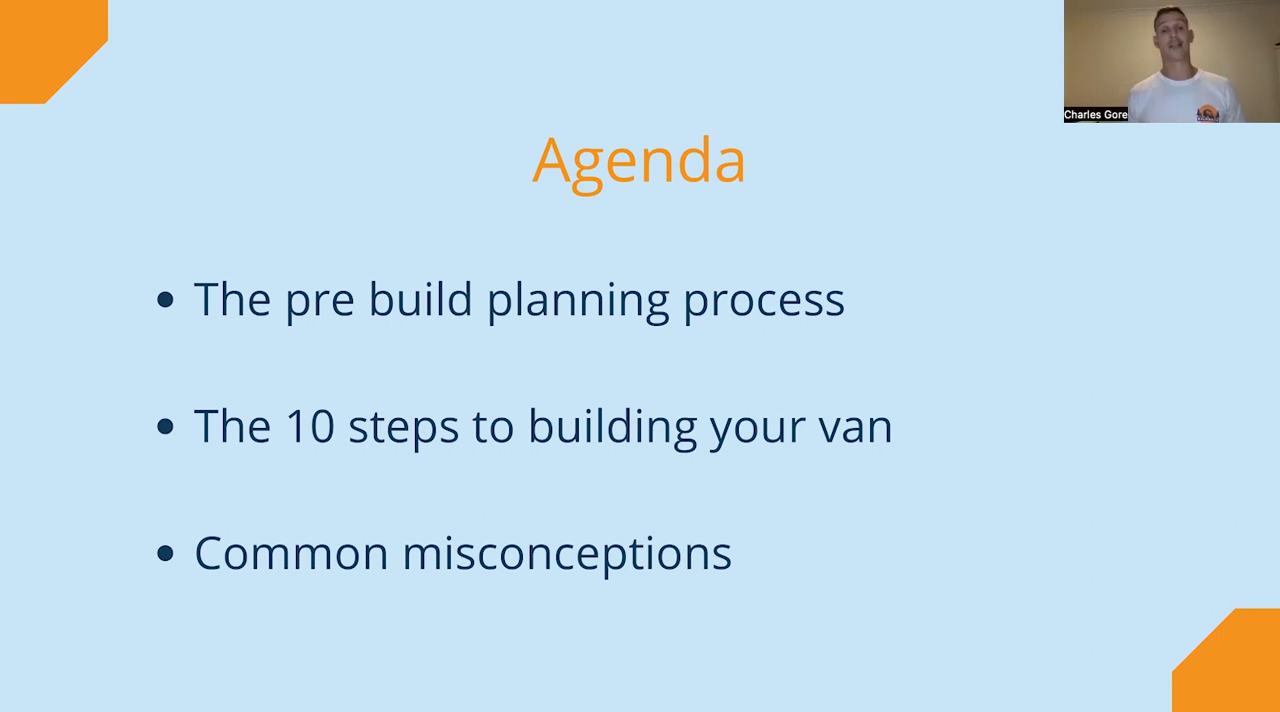 Charles Gore
Agenda
• The pre build planning process
• The 10 steps to building your van
• Common misconceptions